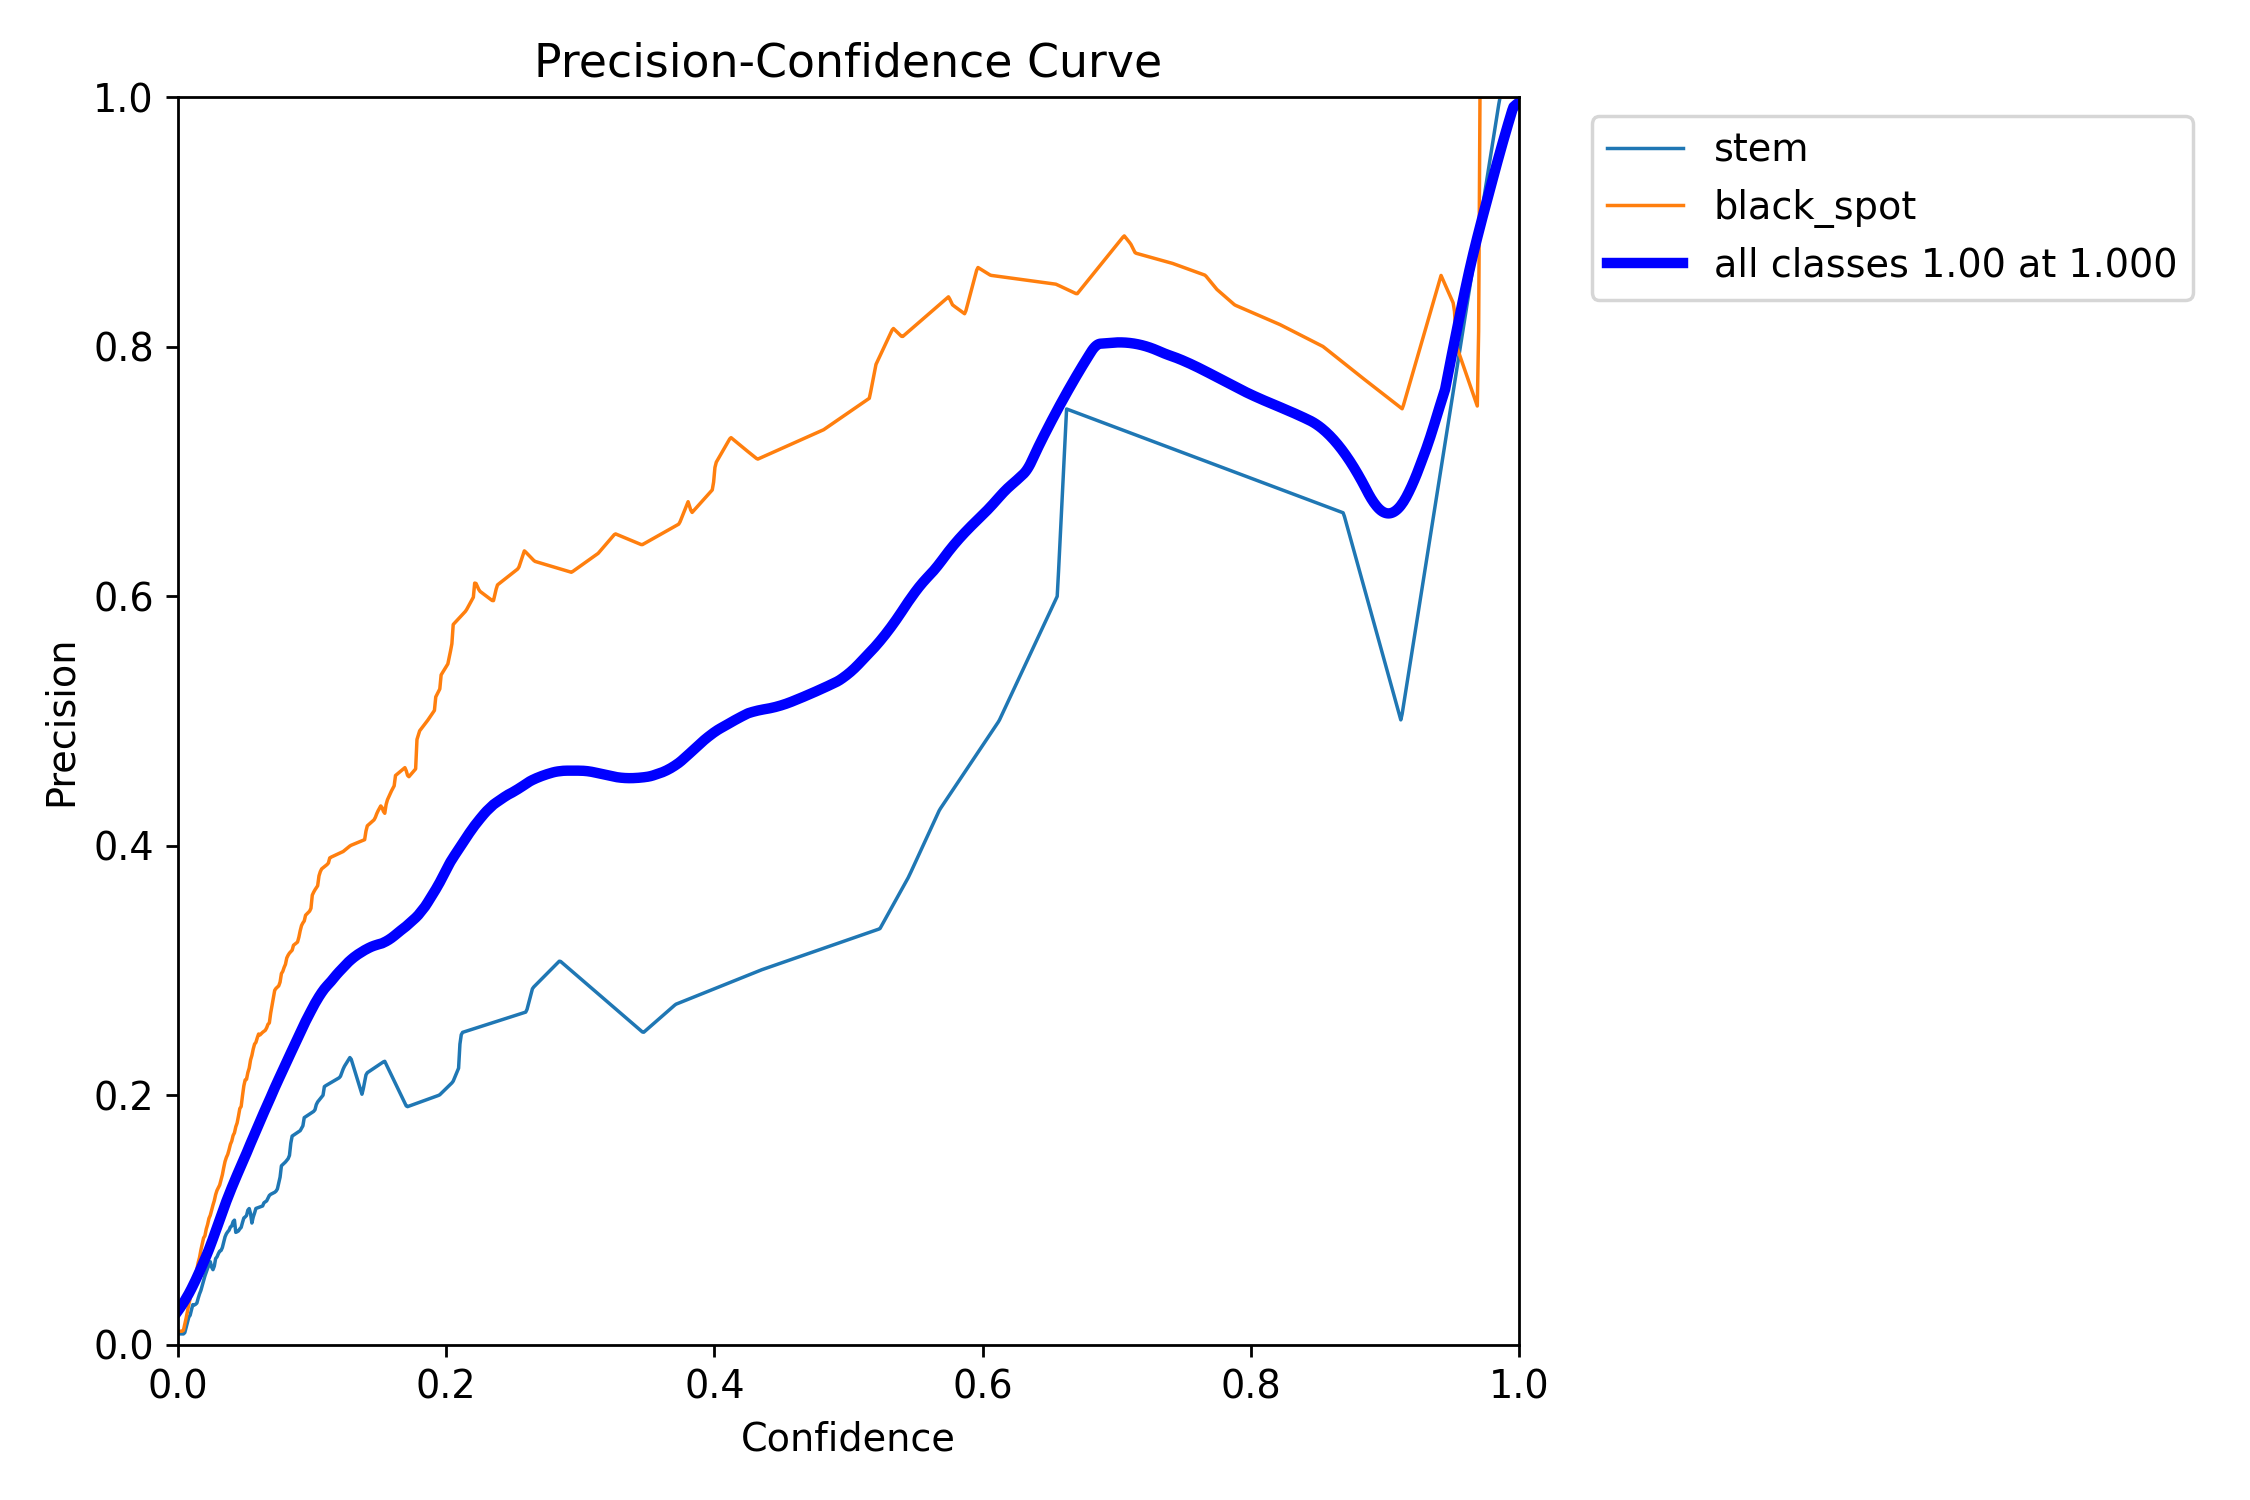 Precision-Confidence Curve
1.0
0.8
0.6
0.4
0.2
0.0
Precision
0.0 0.2 0.4 0.6 0.8 1.0
Confidence
stem
black_spot
all classes 1.00 at 1.000